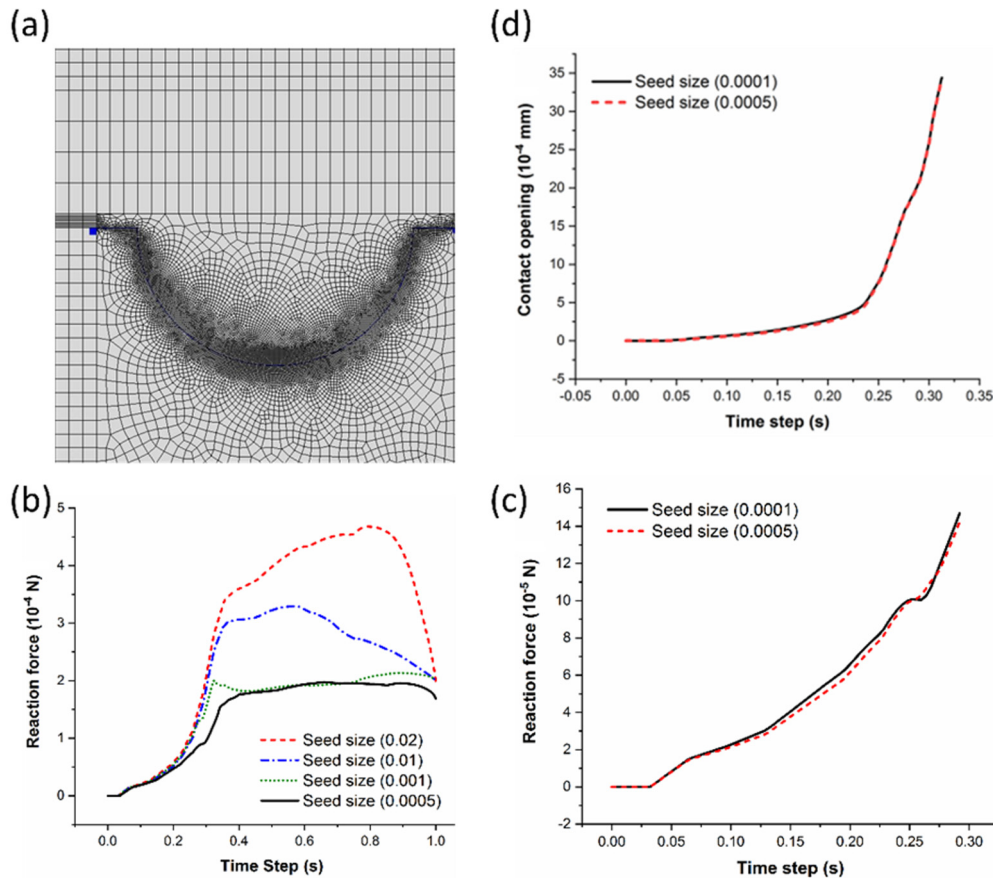 (a)
(d)
35
30
25
20
15
10
5
0
-5
Contact opening (10⁻⁴ mm)
Seed size (0.0001)
Seed size (0.0005)
-0.05 0.00 0.05 0.10 0.15 0.20 0.25 0.30 0.35
Time step (s)
(b)
5
4
3
2
1
0
Reaction force (10⁻⁴ N)
Seed size (0.02)
Seed size (0.01)
Seed size (0.001)
Seed size (0.0005)
0.0 0.2 0.4 0.6 0.8 1.0
Time Step (s)
(c)
16
14
12
10
8
6
4
2
0
-2
Reaction force (10⁻⁵ N)
Seed size (0.0001)
Seed size (0.0005)
0.00 0.05 0.10 0.15 0.20 0.25 0.30
Time step (s)